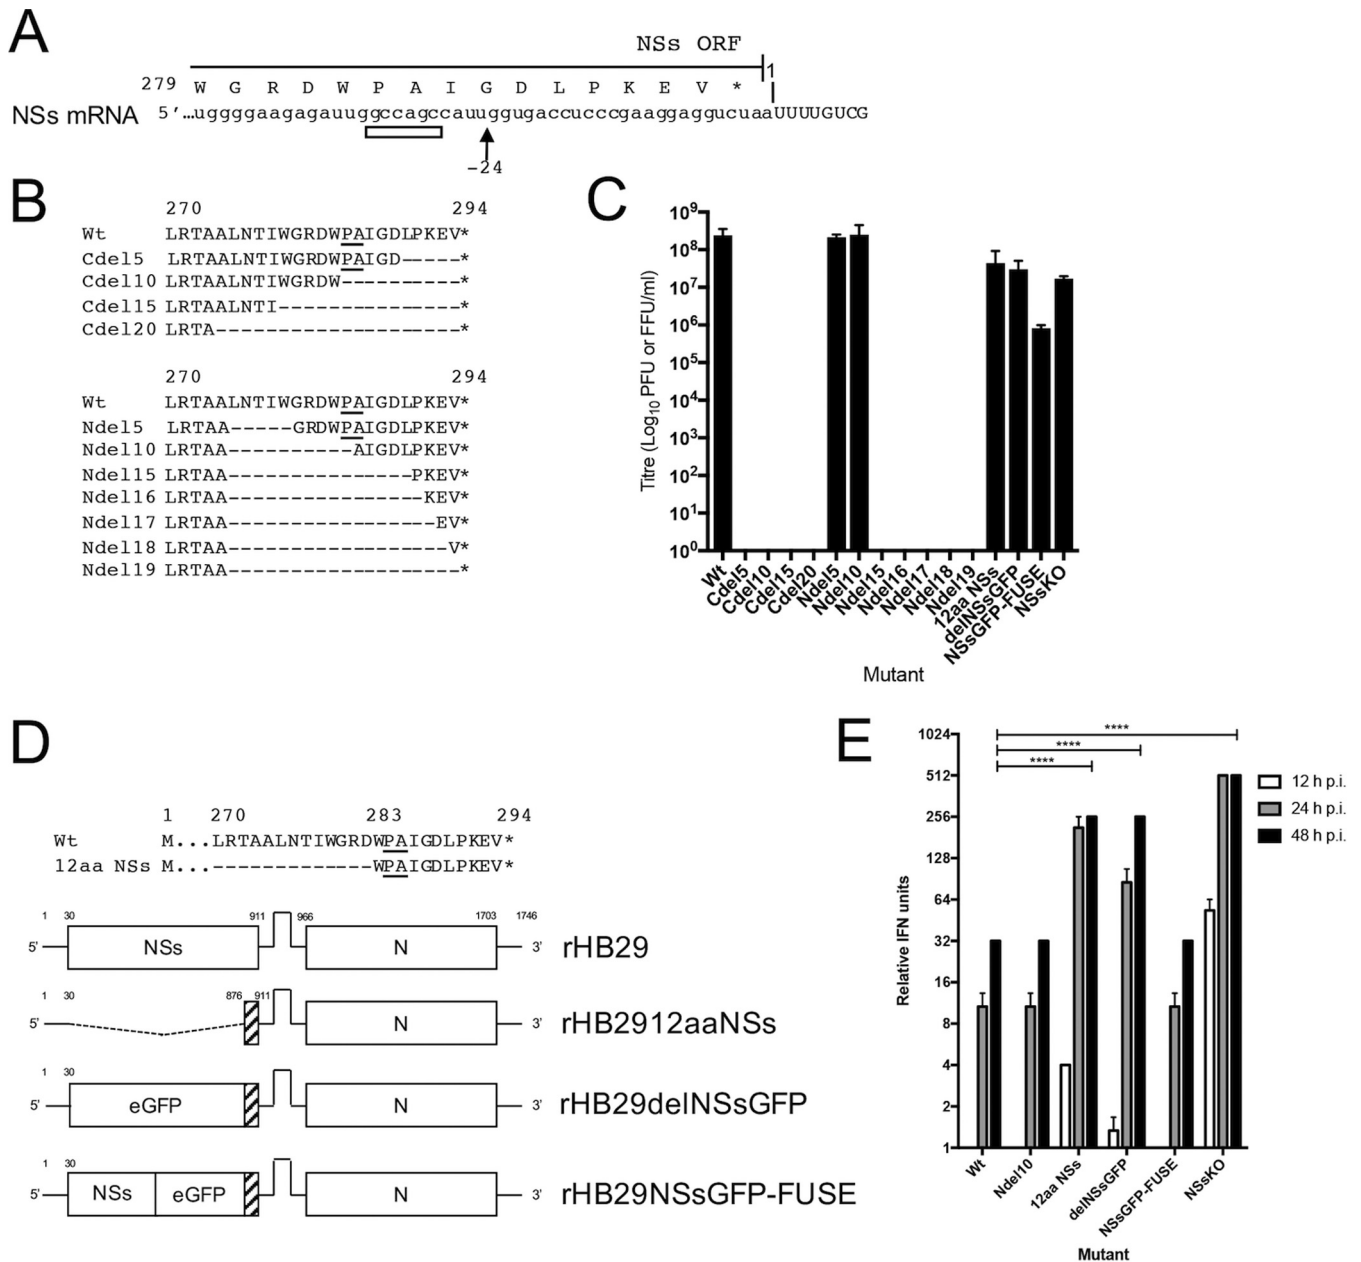 A
NSs ORF
1
279 W G R D W P A I G D L P K E V *
NSs mRNA 5′…uggggaagagauuggccagccauuggugaccucccgaaggaggucuaaUUUUGUCG
-24
B
270 294
Wt LRTAALNTIWGRDWPAIGDLPKEV*
Cdel5 LRTAALNTIWGRDWPAIGD-----*
Cdel10 LRTAALNTIWGRDW----------*
Cdel15 LRTAALNTI---------------*
Cdel20 LRTA--------------------*
270 294
Wt LRTAALNTIWGRDWPAIGDLPKEV*
Ndel5 LRTAA-----GRDWPAIGDLPKEV*
Ndel10 LRTAA----------AIGDLPKEV*
Ndel15 LRTAA---------------PKEV*
Ndel16 LRTAA----------------KEV*
Ndel17 LRTAA-----------------EV*
Ndel18 LRTAA------------------V*
Ndel19 LRTAA-------------------*
C
Titre (Log10 PFU or FFU/ml)
10⁹
10⁸
10⁷
10⁶
10⁵
10⁴
10³
10²
10¹
10⁰
Wt
Cdel5
Cdel10
Cdel15
Cdel20
Ndel5
Ndel10
Ndel15
Ndel16
Ndel17
Ndel18
Ndel19
12aa NSs
delNSsGFP
NSsGFP-FUSE
NSsKO
Mutant
D
1 270 283 294
Wt M...LRTAALNTIWGRDWPAIGDLPKEV*
12aa NSs M...-------------WPAIGDLPKEV*
1 30 911 966 1703 1746
5′ NSs N 3′ rHB29
1 30 876 911
5′ N 3′ rHB2912aaNSs
1 30
5′ eGFP N 3′ rHB29delNSsGFP
1 30
5′ NSs eGFP N 3′ rHB29NSsGFP-FUSE
E
Relative IFN units
1024
512
256
128
64
32
16
8
4
2
1
****
****
****
12 h p.i.
24 h p.i.
48 h p.i.
Wt
Ndel10
12aa NSs
delNSsGFP
NSsGFP-FUSE
NSsKO
Mutant